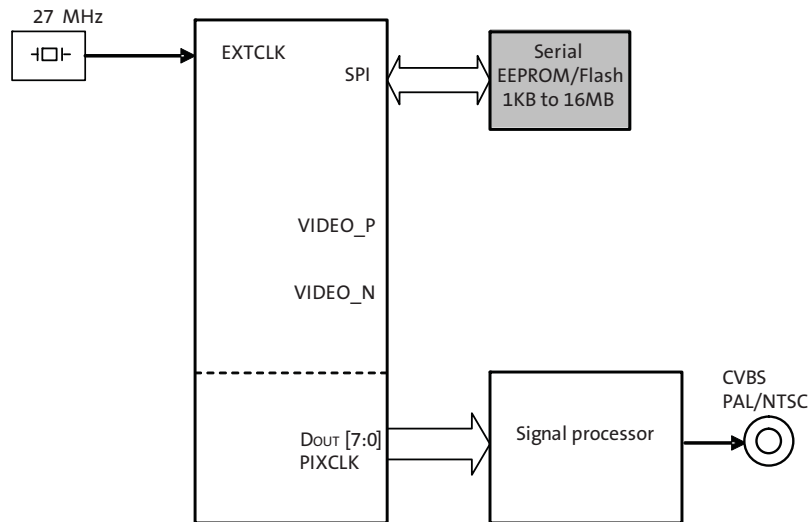 27 MHz
EXTCLK
SPI
Serial
EEPROM/Flash
1KB to 16MB
VIDEO_P
VIDEO_N
DOUT [7:0]
PIXCLK
Signal processor
CVBS
PAL/NTSC